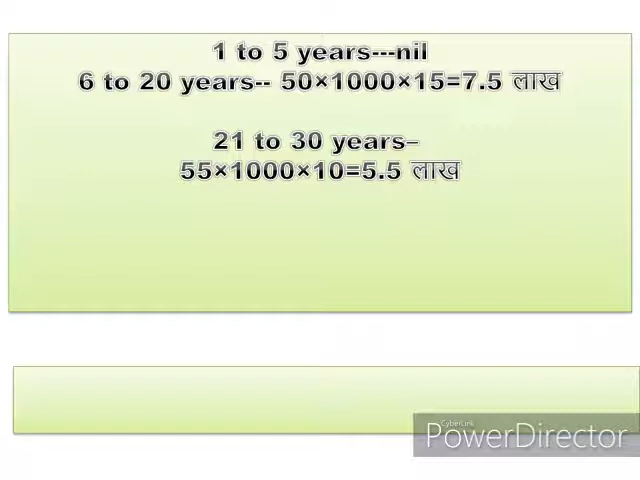 1 to 5 years---nil
6 to 20 years-- 50×1000×15=7.5 लाख
21 to 30 years–
55×1000×10=5.5 लाख
CyberLink
PowerDirector